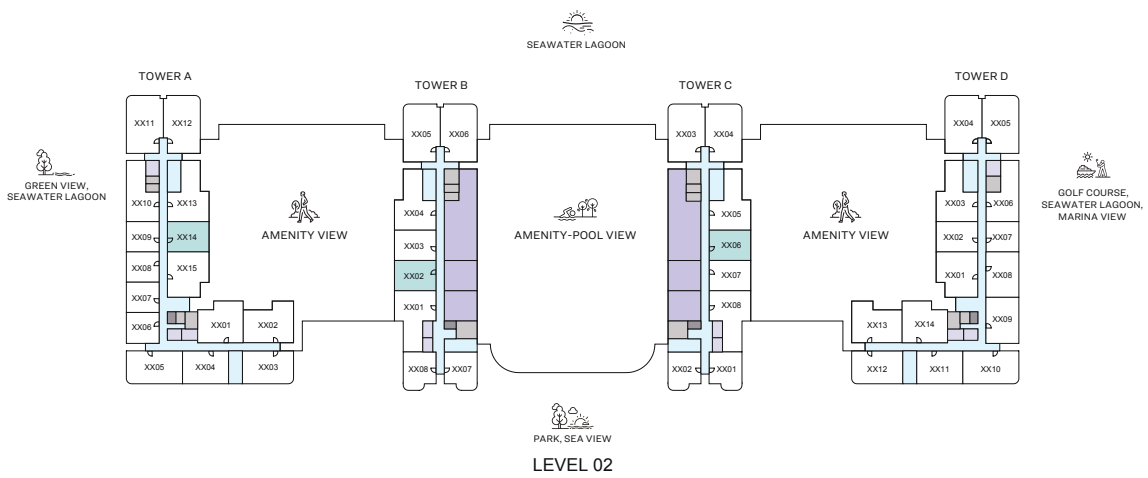 SEAWATER LAGOON
TOWER A
TOWER B
TOWER C
TOWER D
XX11
XX12
XX05
XX06
XX03
XX04
XX04
XX05
GREEN VIEW,
SEAWATER LAGOON
GOLF COURSE,
SEAWATER LAGOON,
MARINA VIEW
XX10
XX13
XX04
XX05
XX03
XX06
XX09
XX14
AMENITY VIEW
XX03
AMENITY-POOL VIEW
XX06
AMENITY VIEW
XX02
XX07
XX08
XX15
XX02
XX07
XX01
XX08
XX07
XX01
XX08
XX06
XX01
XX02
XX13
XX14
XX09
XX05
XX04
XX03
XX08
XX07
XX02
XX01
XX12
XX11
XX10
PARK, SEA VIEW
LEVEL 02